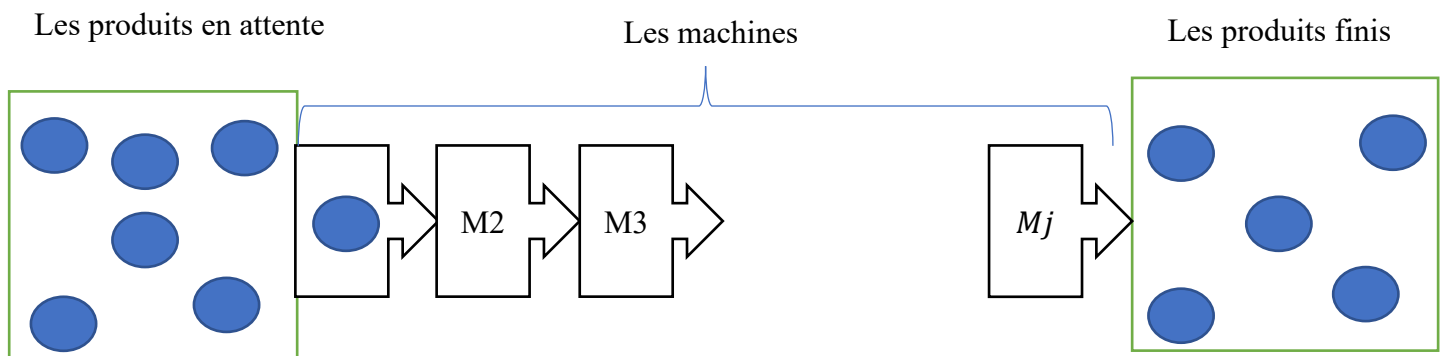 Les produits en attente
Les machines
Les produits finis
M2
M3
Mj